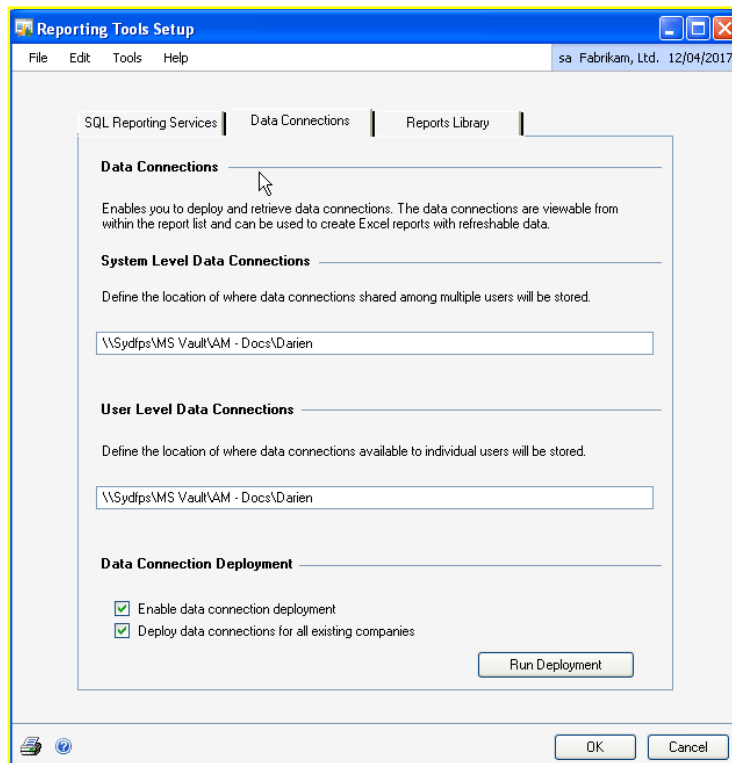 Reporting Tools Setup
File Edit Tools Help sa Fabrikam, Ltd. 12/04/2017
SQL Reporting Services Data Connections Reports Library
Data Connections
Enables you to deploy and retrieve data connections. The data connections are viewable from
within the report list and can be used to create Excel reports with refreshable data.
System Level Data Connections
Define the location of where data connections shared among multiple users will be stored.
\\Sydfps\MS Vault\AM - Docs\Darien
User Level Data Connections
Define the location of where data connections available to individual users will be stored.
\\Sydfps\MS Vault\AM - Docs\Darien
Data Connection Deployment
Enable data connection deployment
Deploy data connections for all existing companies
Run Deployment
OK Cancel